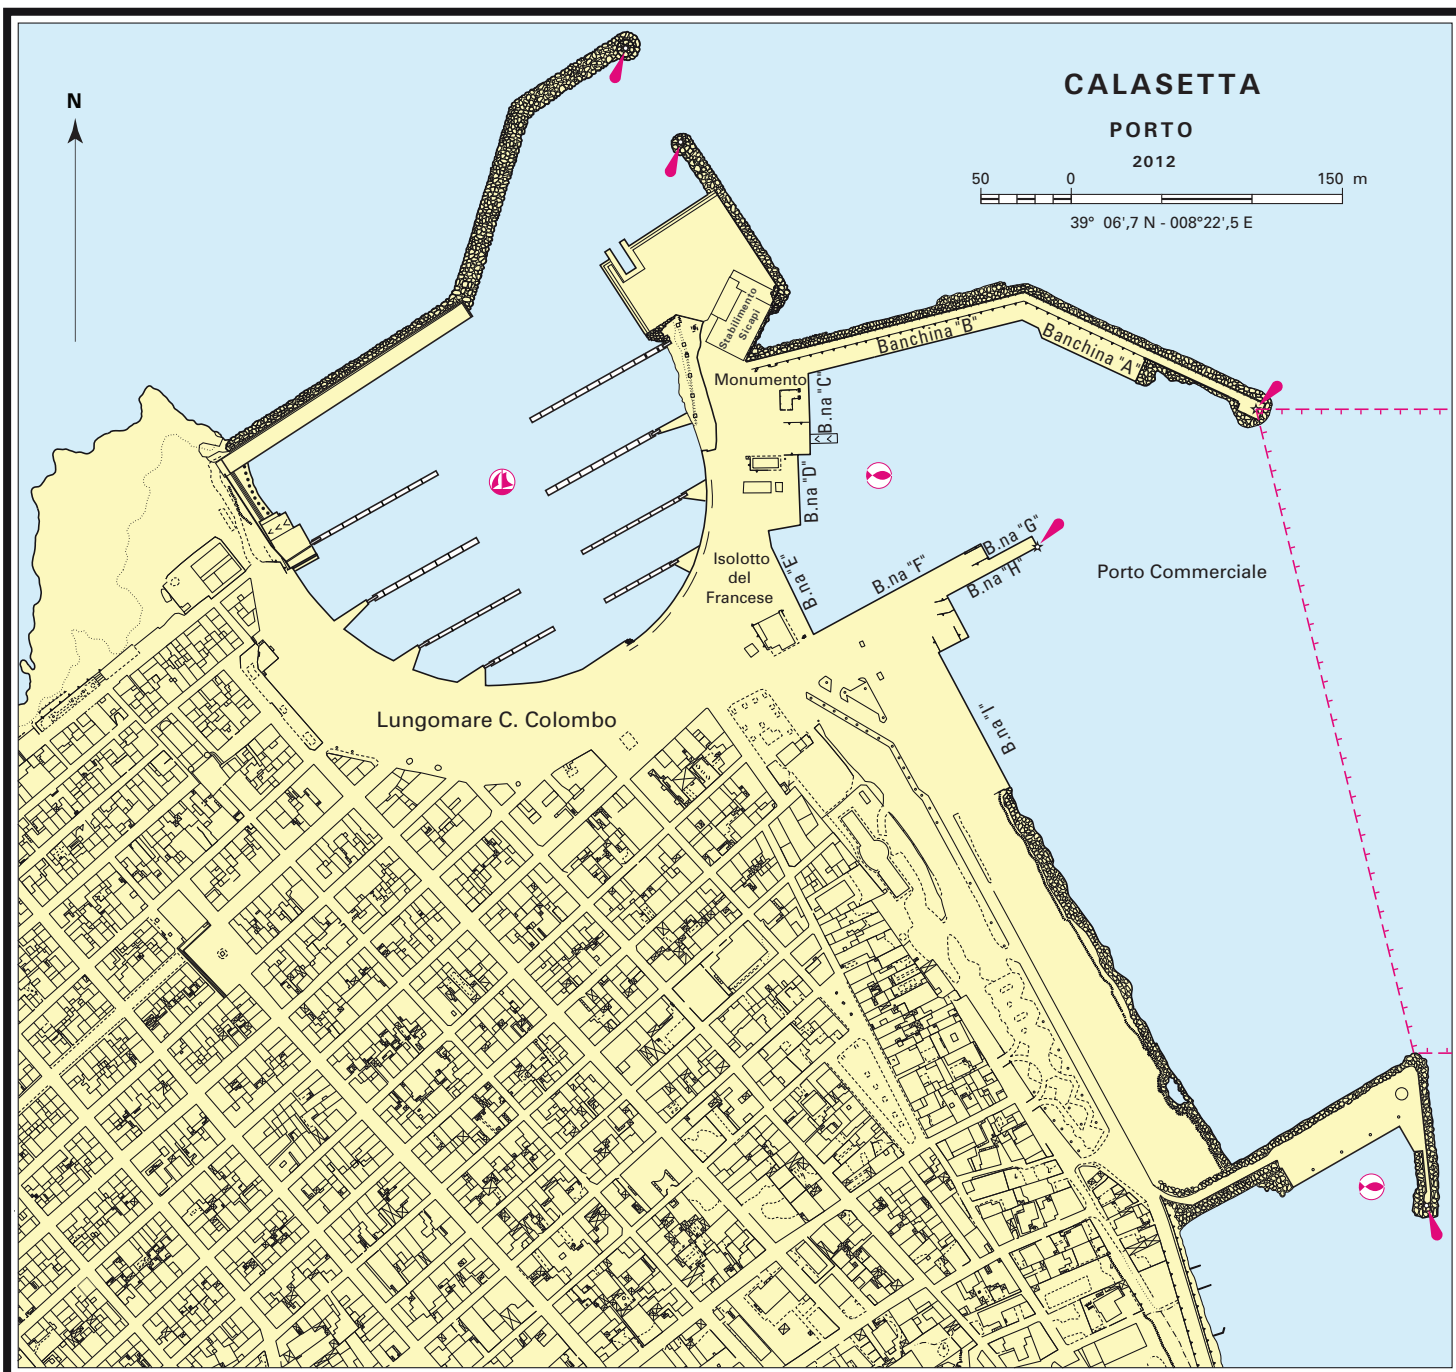 N
CALASETTA
PORTO
2012
50 0 150 m
39° 06',7 N - 008°22',5 E
Stabilimento
Sicapi
Banchina "B"
Banchina "A"
Monumento
B.na "C"
B.na "D"
Isolotto
del
Francese
B.na "E"
B.na "F"
B.na "G"
B.na "H"
Porto Commerciale
B.na "I"
Lungomare C. Colombo